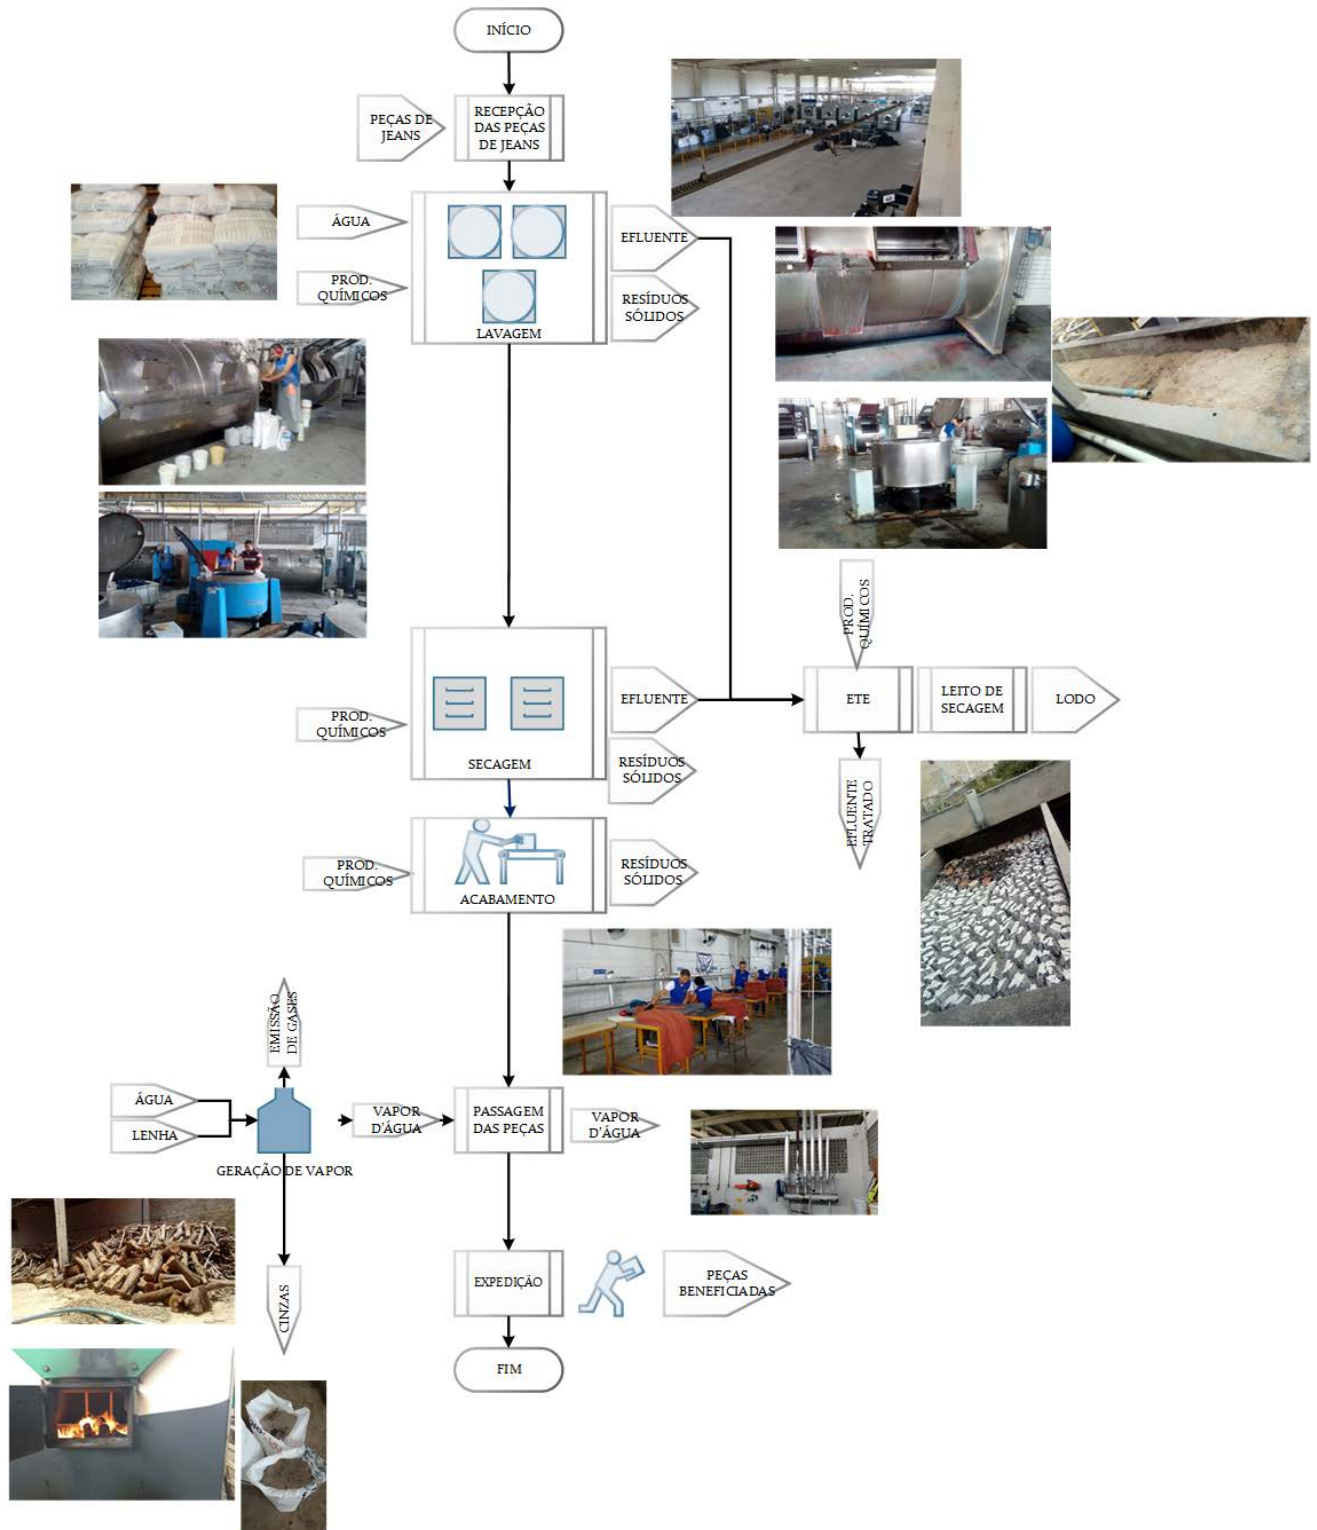 INÍCIO
PEÇAS DE
JEANS
RECEPÇÃO
DAS PEÇAS
DE JEANS
ÁGUA
PROD.
QUÍMICOS
LAVAGEM
EFLUENTE
RESÍDUOS
SÓLIDOS
PROD.
QUÍMICOS
PROD.
QUÍMICOS
SECAGEM
EFLUENTE
RESÍDUOS
SÓLIDOS
ETE
LEITO DE
SECAGEM
LODO
EFLUENTE
TRATADO
PROD.
QUÍMICOS
ACABAMENTO
RESÍDUOS
SÓLIDOS
EMISSÃO
DE GASES
ÁGUA
LENHA
GERAÇÃO DE VAPOR
VAPOR
D'ÁGUA
PASSAGEM
DAS PEÇAS
VAPOR
D'ÁGUA
CINZAS
EXPEDIÇÃO
PEÇAS
BENEFICIADAS
FIM